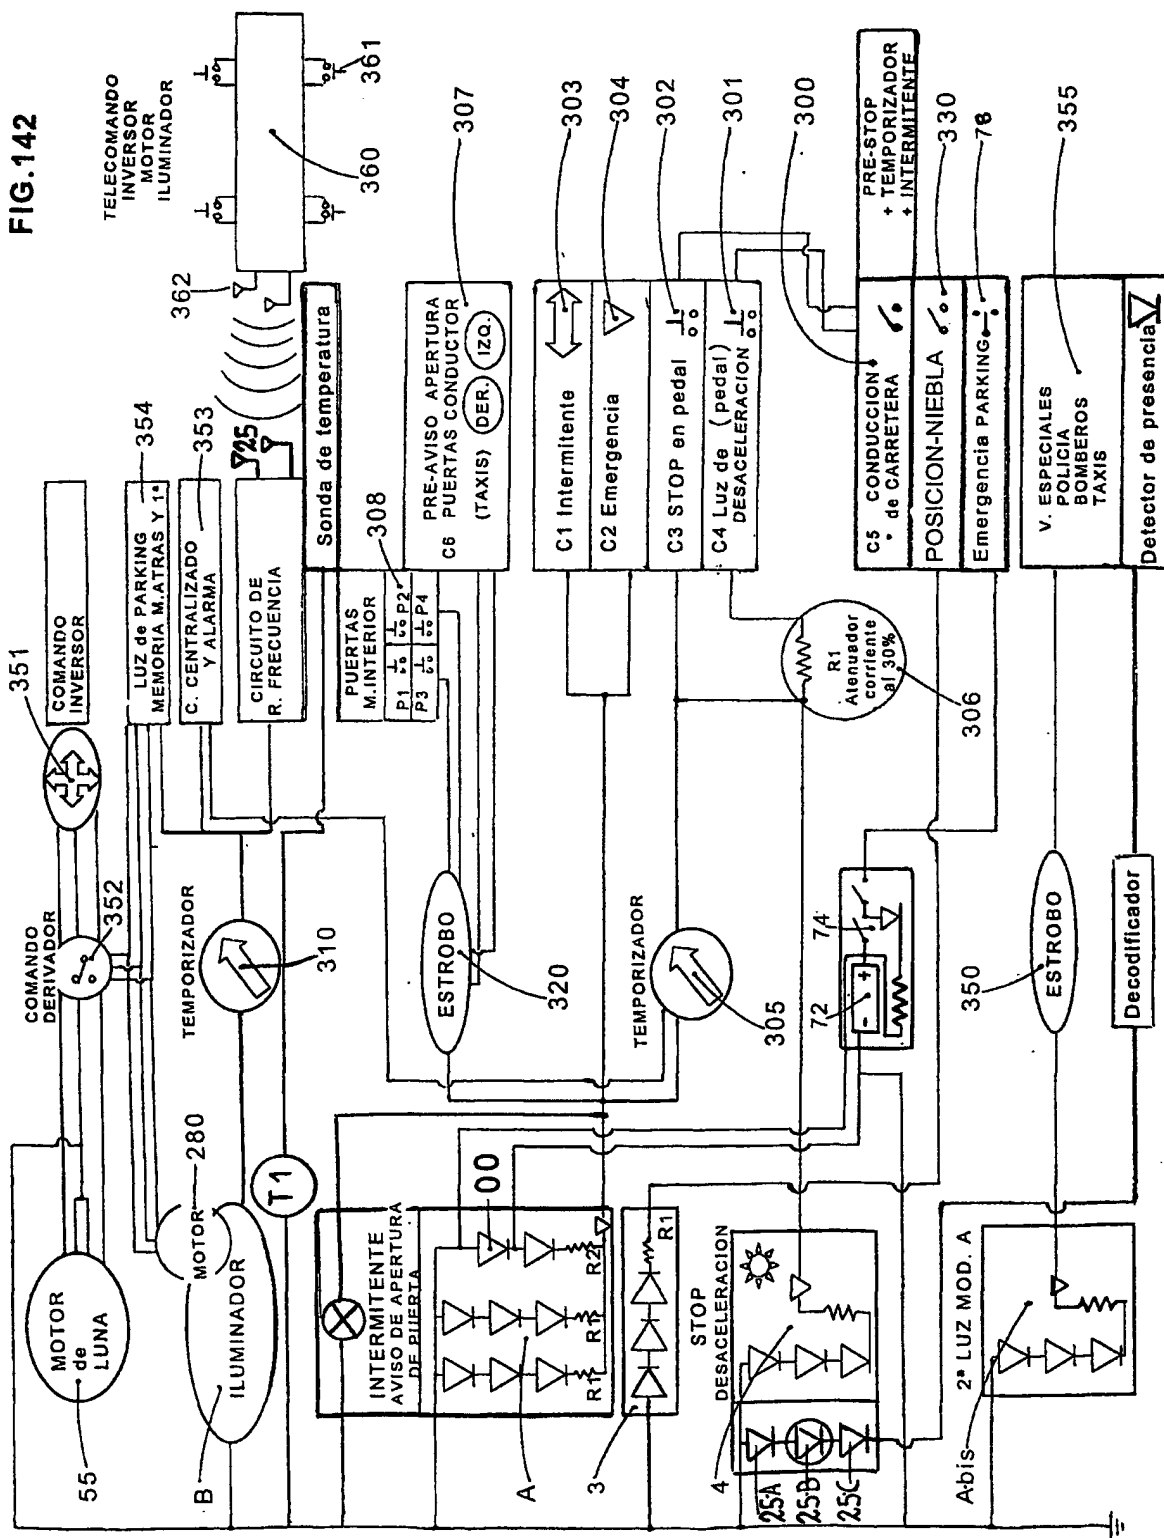 FIG.142
TELECOMANDO
INVERSOR
MOTOR
ILUMINADOR
361
360
362
307
303
304
302
301
300
PRE-STOP
+ TEMPORIZADOR
+ INTERMITENTE
330
78
355
351
COMANDO
INVERSOR
354
LUZ de PARKING
MEMORIA M.ATRAS Y 1ª
353
C. CENTRALIZADO
Y ALARMA
25
CIRCUITO DE
R. FRECUENCIA
Sonda de temperatura
308
PUERTAS
M.INTERIOR
P1
P2
P3
P4
PRE-AVISO APERTURA
C6 PUERTAS CONDUCTOR
(TAXIS)
DER.
IZQ.
C1 Intermitente
C2 Emergencia
C3 STOP en pedal
C4 Luz de (pedal)
DESACELERACION
C5 CONDUCCION
de CARRETERA
POSICION-NIEBLA
Emergencia PARKING
V. ESPECIALES
POLICIA
BOMBEROS
TAXIS
Detector de presencia
COMANDO
DERIVADOR
352
TEMPORIZADOR
310
ESTROBO
320
TEMPORIZADOR
305
R1
Atenuador
corriente
al 30%
306
74
72
+
-
350
ESTROBO
Decodificador
MOTOR
de
LUNA
55
MOTOR
280
ILUMINADOR
B
T1
INTERMITENTE
AVISO DE APERTURA
DE PUERTA
00
R1
R1
R2
A
R1
3
STOP
DESACELERACION
4
25A
25B
25C
2ª LUZ MOD. A
A-bis